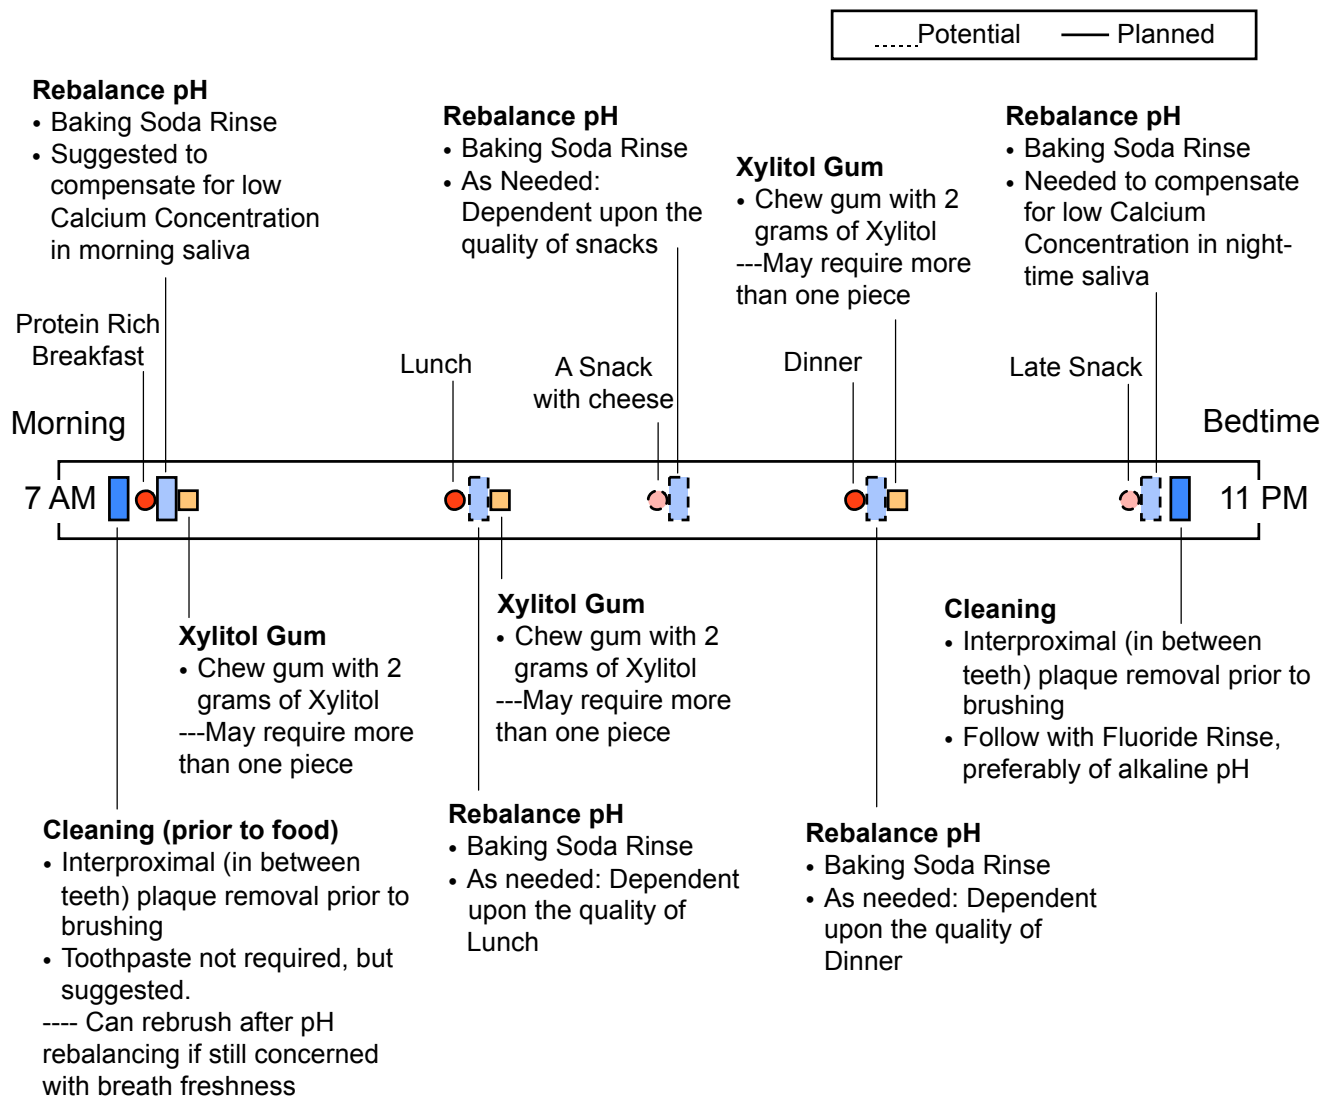 Potential
Planned
Rebalance pH
• Baking Soda Rinse
• Suggested to
compensate for low
Calcium Concentration
in morning saliva
Rebalance pH
• Baking Soda Rinse
• As Needed:
Dependent upon the
quality of snacks
Xylitol Gum
• Chew gum with 2
grams of Xylitol
---May require more
than one piece
Rebalance pH
• Baking Soda Rinse
• Needed to compensate
for low Calcium
Concentration in night-
time saliva
Protein Rich
Breakfast
Lunch
A Snack
with cheese
Dinner
Late Snack
Morning
Bedtime
7 AM
11 PM
Xylitol Gum
• Chew gum with 2
grams of Xylitol
---May require more
than one piece
Xylitol Gum
• Chew gum with 2
grams of Xylitol
---May require more
than one piece
Cleaning
• Interproximal (in between
teeth) plaque removal prior to
brushing
• Follow with Fluoride Rinse,
preferably of alkaline pH
Cleaning (prior to food)
• Interproximal (in between
teeth) plaque removal prior to
brushing
• Toothpaste not required, but
suggested.
---- Can rebrush after pH
rebalancing if still concerned
with breath freshness
Rebalance pH
• Baking Soda Rinse
• As needed: Dependent
upon the quality of
Lunch
Rebalance pH
• Baking Soda Rinse
• As needed: Dependent
upon the quality of
Dinner